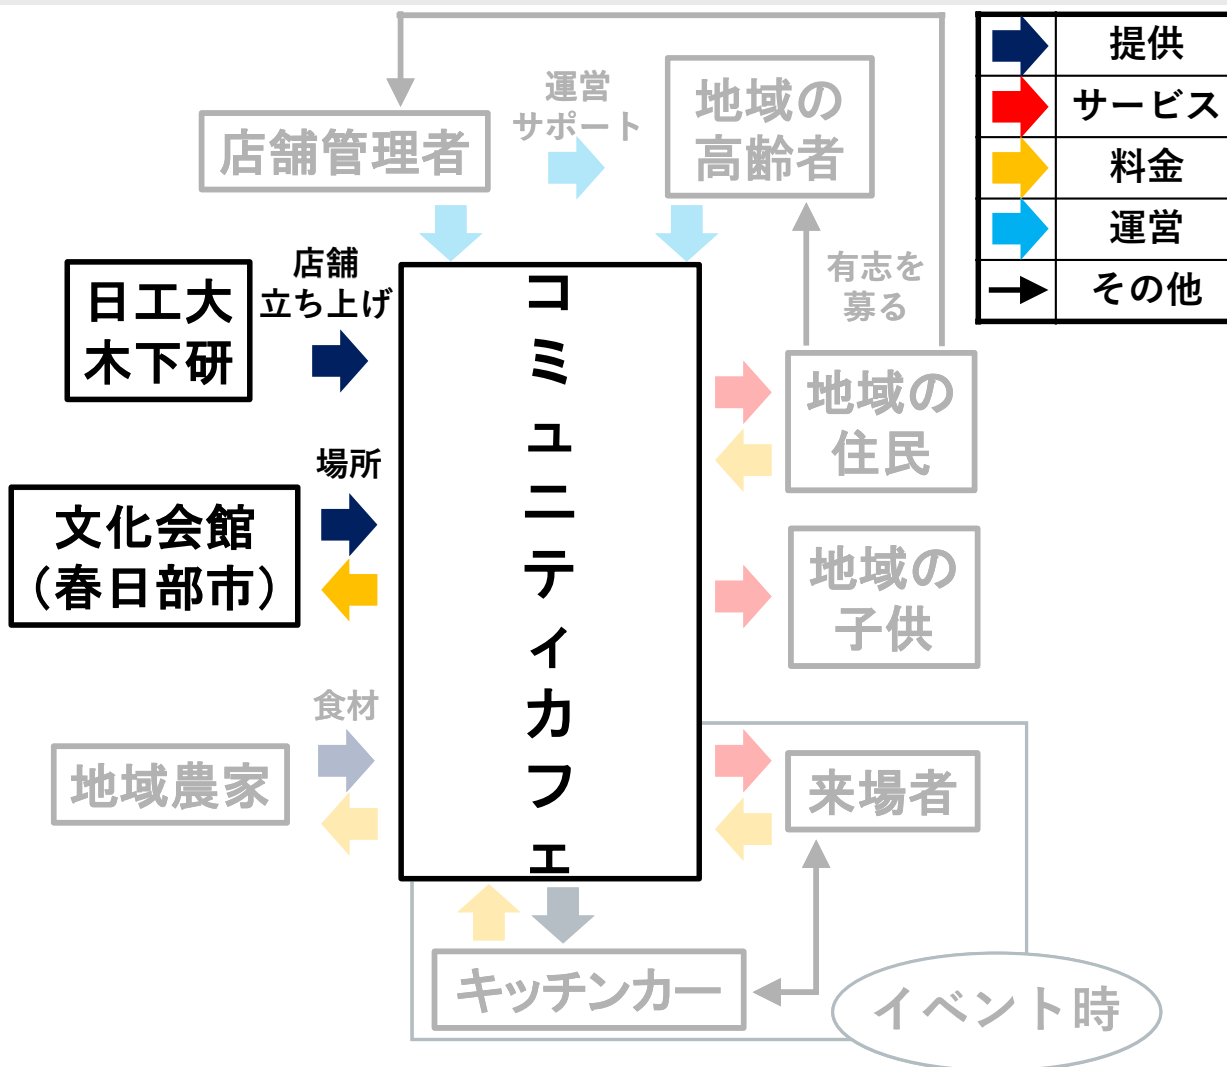 提供
サービス
料金
運営
その他
運営
サポート
地域の
高齢者
店舗管理者
日工大
木下研
店舗
立ち上げ
コミュニティカフェ
有志を
募る
地域の
住民
場所
文化会館
(春日部市)
地域の
子供
食材
地域農家
来場者
キッチンカー
イベント時